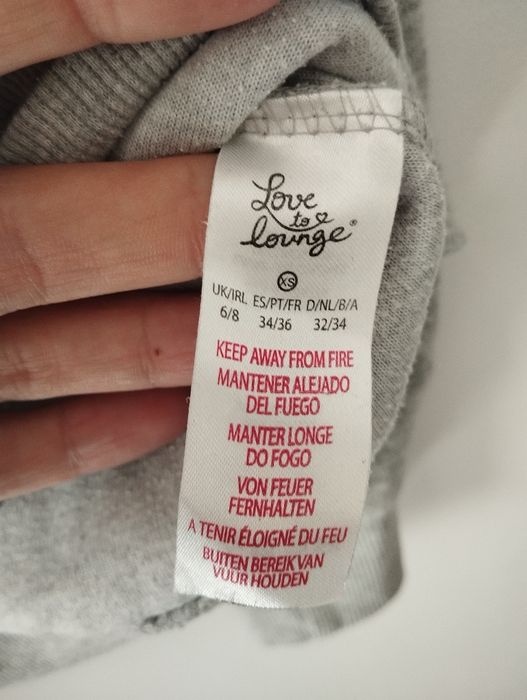 Love
to
lounge®
XS
UK/IRL ES/PT/FR D/NL/B/A
6/8 34/36 32/34
KEEP AWAY FROM FIRE
MANTENER ALEJADO
DEL FUEGO
MANTER LONGE
DO FOGO
VON FEUER
FERNHALTEN
A TENIR ÉLOIGNÉ DU FEU
BUITEN BEREIK VAN
VUUR HOUDEN